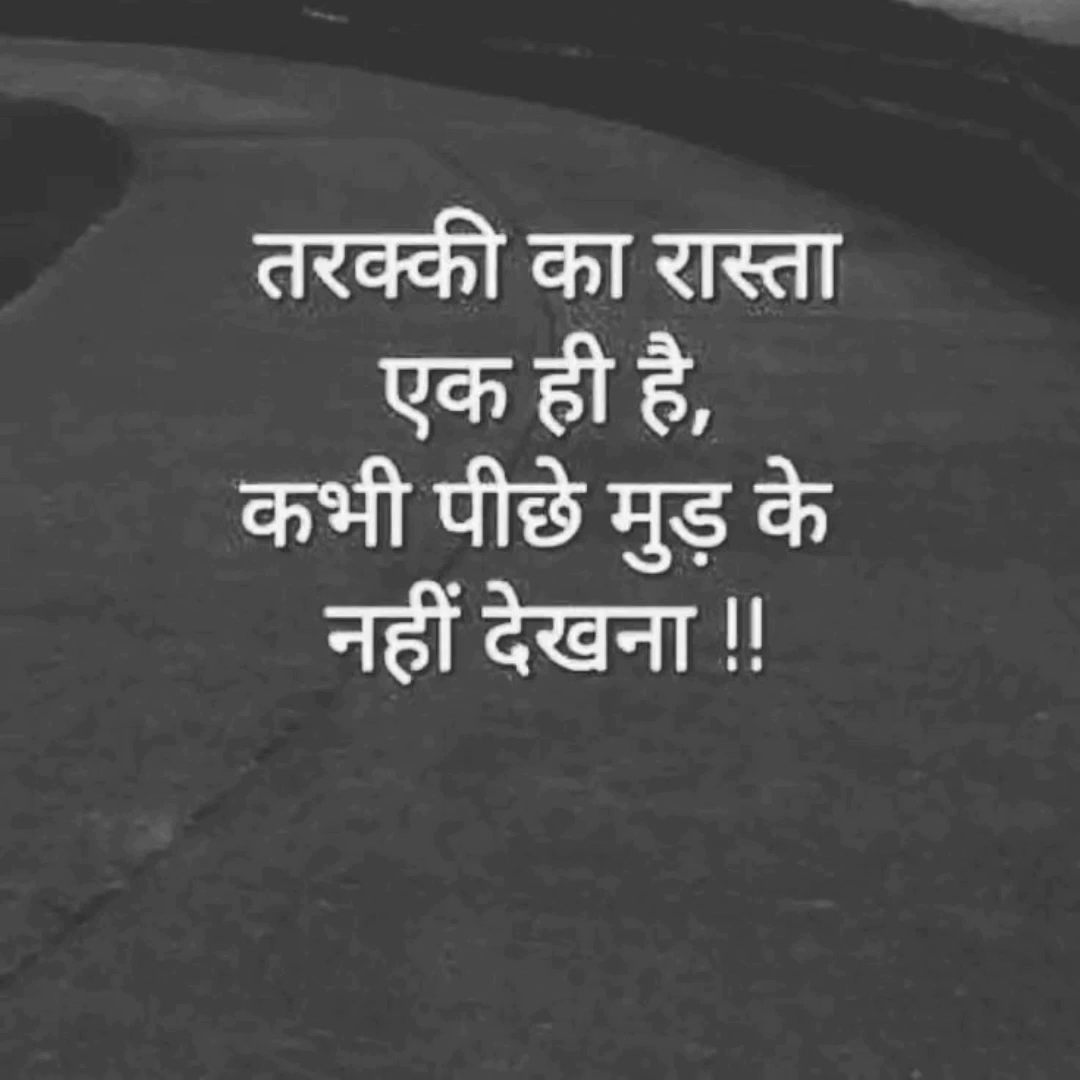 तरक्की का रास्ता
एक ही है,
कभी पीछे मुड़ के
नहीं देखना !!